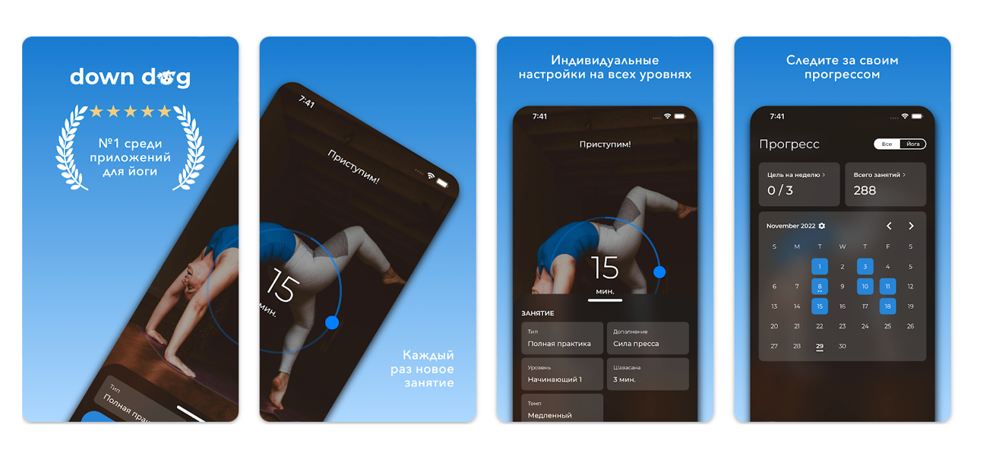 down dog
№1 среди
приложений
для йоги
Тип
Полная прак
7:41
Приступим!
15
мин.
Каждый
раз новое
занятие
Индивидуальные
настройки на всех уровнях
7:41
Приступим!
15
мин.
ЗАНЯТИЕ
Тип
Полная практика
Дополнение
Сила пресса
Уровень
Начинающий 1
Шавасана
3 мин.
Темп
Медленный
Следите за своим
прогрессом
7:41
Прогресс
Все Йога
Цель на неделю >
0 / 3
Всего занятий >
288
November 2022
S M T W T F S
1 2 3 4 5
6 7 8 9 10 11 12
13 14 15 16 17 18 19
20 21 22 23 24 25 26
27 28 29 30